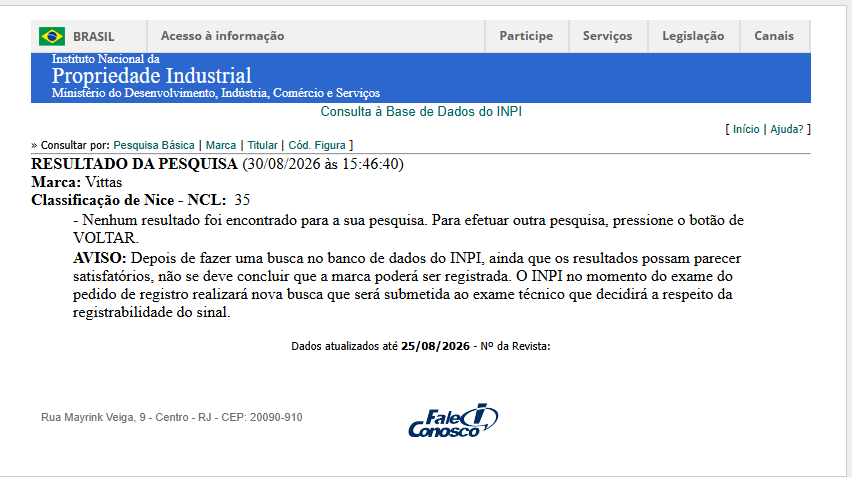 BRASIL Acesso à informação Participe Serviços Legislação Canais
Instituto Nacional da
Propriedade Industrial
Ministério do Desenvolvimento, Indústria, Comércio e Serviços
Consulta à Base de Dados do INPI
[ Início | Ajuda? ]
» Consultar por: Pesquisa Básica | Marca | Titular | Cód. Figura ]
RESULTADO DA PESQUISA (30/08/2026 às 15:46:40)
Marca: Vittas
Classificação de Nice - NCL: 35
- Nenhum resultado foi encontrado para a sua pesquisa. Para efetuar outra pesquisa, pressione o botão de
VOLTAR.
AVISO: Depois de fazer uma busca no banco de dados do INPI, ainda que os resultados possam parecer
satisfatórios, não se deve concluir que a marca poderá ser registrada. O INPI no momento do exame do
pedido de registro realizará nova busca que será submetida ao exame técnico que decidirá a respeito da
registrabilidade do sinal.
Dados atualizados até 25/08/2026 - Nº da Revista:
Rua Mayrink Veiga, 9 - Centro - RJ - CEP: 20090-910
Fale
Conosco